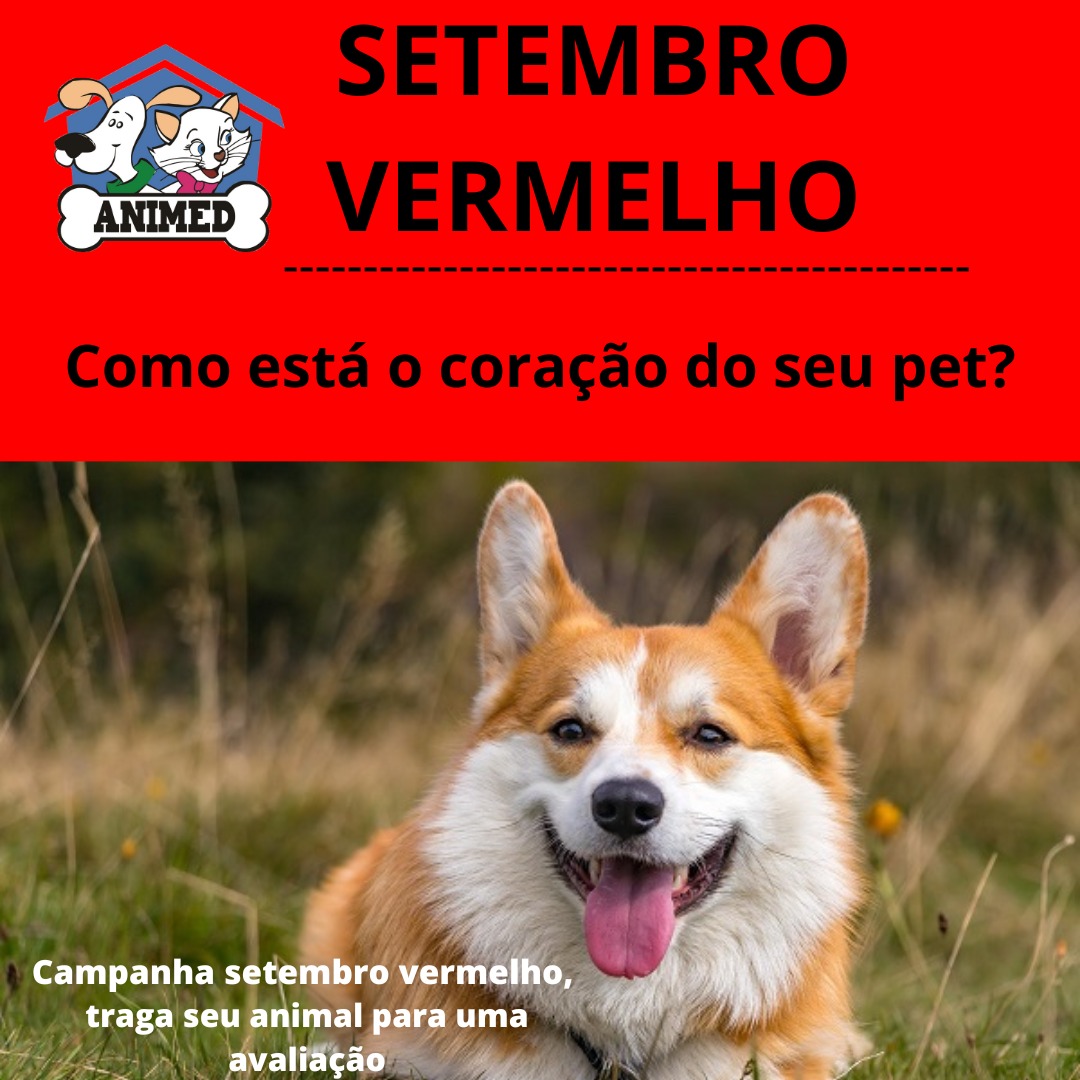 SETEMBRO
VERMELHO
ANIMED
-------------------------------------------
Como está o coração do seu pet?
Campanha setembro vermelho,
traga seu animal para uma
avaliação